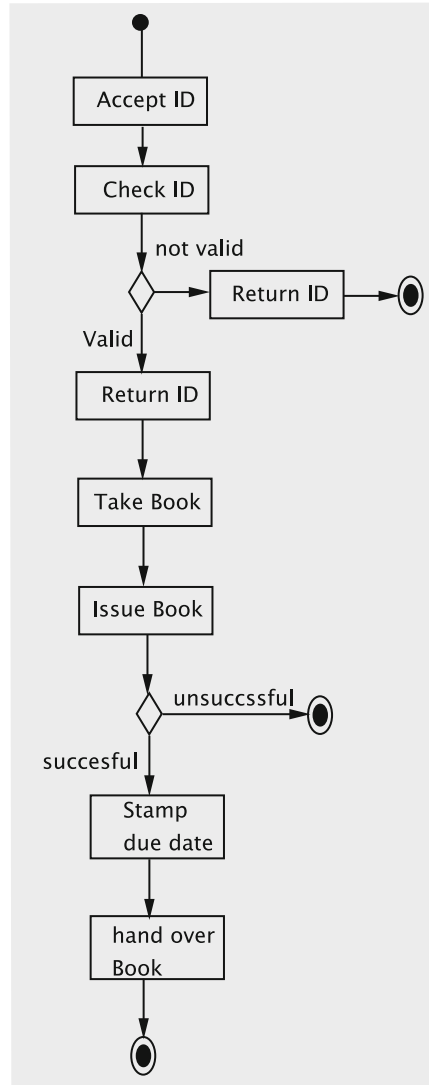 Accept ID
Check ID
not valid
Return ID
Valid
Return ID
Take Book
Issue Book
unsuccssful
succesful
Stamp
due date
hand over
Book